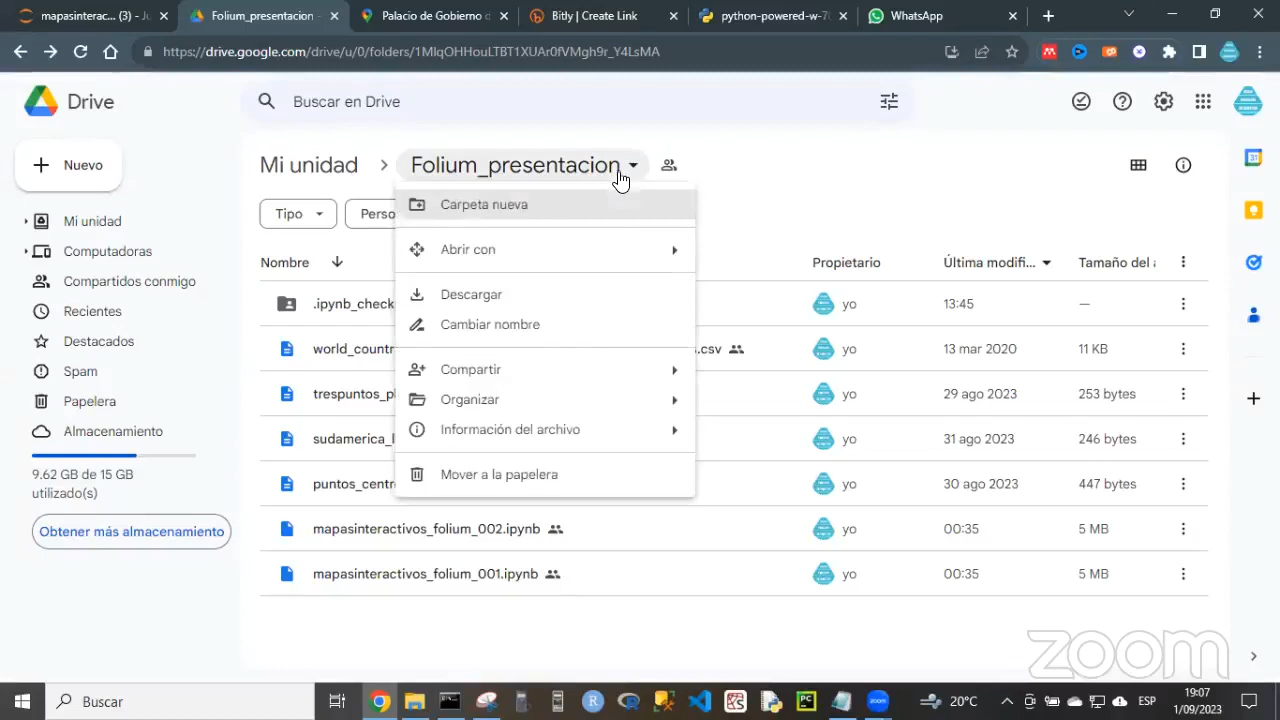 mapasinterac... (3) - Ju
Folium_presentacion -
Palacio de Gobierno d
Bitly | Create Link
python-powered-w-70
WhatsApp
https://drive.google.com/drive/u/0/folders/1MlqOHHouLTBT1XUAr0fVMgh9r_Y4LsMA
Drive
Buscar en Drive
Nuevo
Mi unidad
Folium_presentacion
Tipo
Perso
Carpeta nueva
Abrir con
Descargar
Cambiar nombre
Compartir
Organizar
Información del archivo
Mover a la papelera
Mi unidad
Computadoras
Compartidos conmigo
Recientes
Destacados
Spam
Papelera
Almacenamiento
9.62 GB de 15 GB
utilizado(s)
Obtener más almacenamiento
Nombre
Propietario
Última modifi...
Tamaño del a
.ipynb_check
yo
13:45
—
world_countr
s.csv
yo
13 mar 2020
11 KB
trespuntos_pl
yo
29 ago 2023
253 bytes
sudamerica_l
yo
31 ago 2023
246 bytes
puntos_centr
yo
30 ago 2023
447 bytes
mapasinteractivos_folium_002.ipynb
yo
00:35
5 MB
mapasinteractivos_folium_001.ipynb
yo
00:35
5 MB
31
zoom
Buscar
R
PC
zoom
20°C
ESP
19:07
1/09/2023